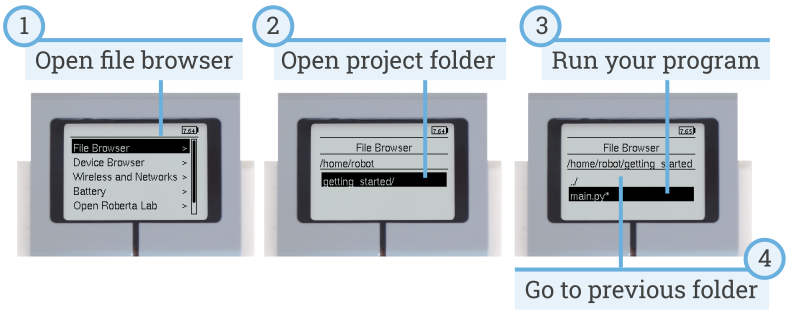 1
Open file browser
2
Open project folder
3
Run your program
7.64
File Browser >
Device Browser >
Wireless and Networks >
Battery >
Open Roberta Lab >
7.64
File Browser
/home/robot
getting_started/
7.63
File Browser
/home/robot/getting_started
../
main.py*
4
Go to previous folder